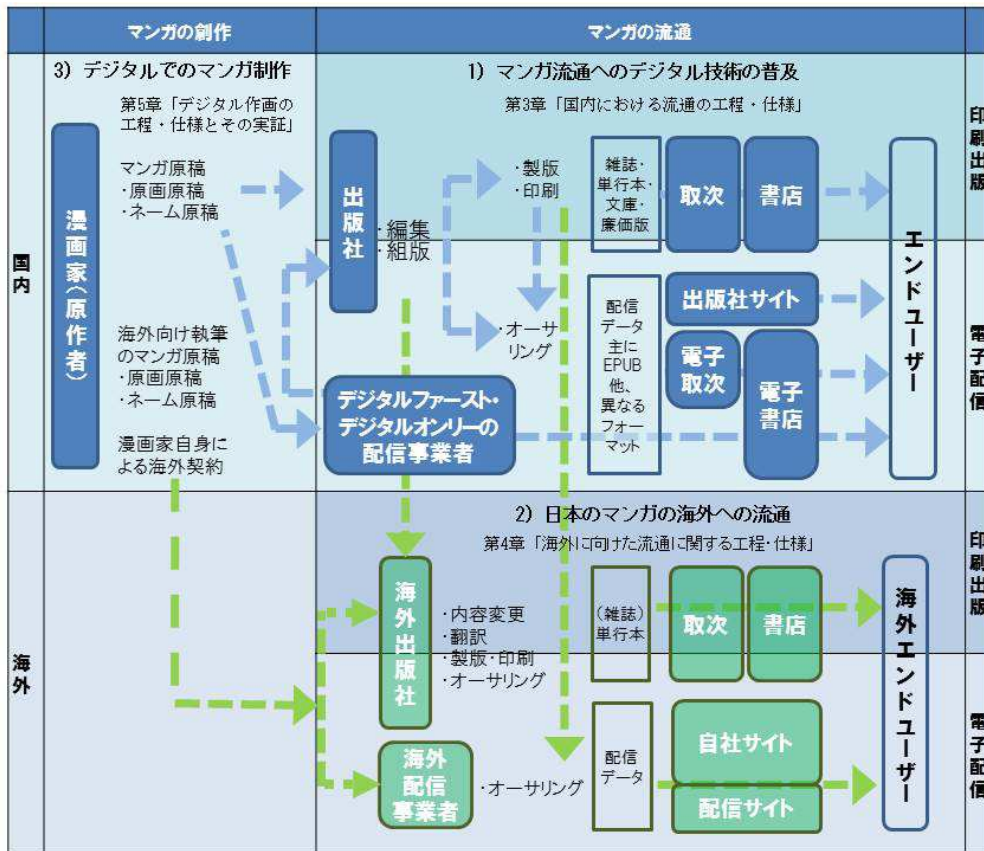 マンガの創作
マンガの流通
国内
3) デジタルでのマンガ制作
第5章「デジタル作画の
工程・仕様とその実証」
漫画家(原作者)
マンガ原稿
・原画原稿
・ネーム原稿
海外向け執筆
のマンガ原稿
・原画原稿
・ネーム原稿
漫画家自身に
よる海外契約
1) マンガ流通へのデジタル技術の普及
第3章「国内における流通の工程・仕様」
出版社
・編集
・組版
・製版
・印刷
雑誌・
単行本・
文庫・
廉価版
取次
書店
エンドユーザー
印刷出版
・オーサ
リング
デジタルファースト・
デジタルオンリーの
配信事業者
配信
データ
主に
EPUB
他、
異なる
フォー
マット
出版社サイト
電子
取次
電子
書店
電子配信
海外
2) 日本のマンガの海外への流通
第4章「海外に向けた流通に関する工程・仕様」
海外出版社
・内容変更
・翻訳
・製版・印刷
・オーサリング
(雑誌)
単行本
取次
書店
海外エンドユーザー
印刷出版
海外
配信
事業者
・オーサリング
配信
データ
自社サイト
配信サイト
電子配信